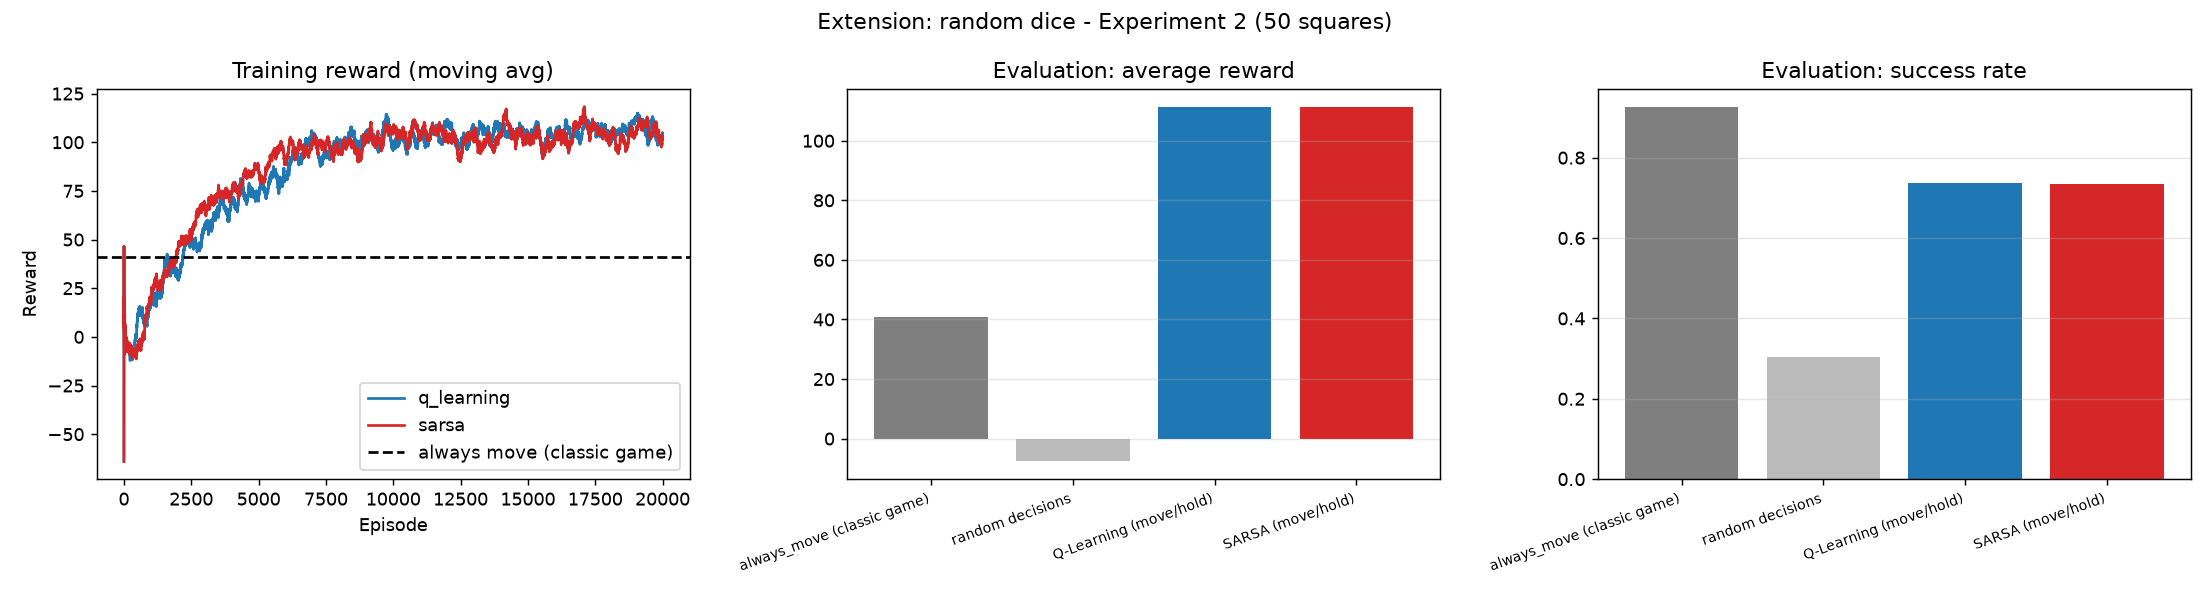 Extension: random dice - Experiment 2 (50 squares)
Training reward (moving avg)
125
100
75
50
25
0
−25
−50
Reward
q_learning
sarsa
always move (classic game)
0 2500 5000 7500 10000 12500 15000 17500 20000
Episode
Evaluation: average reward
100
80
60
40
20
0
always_move (classic game)
random decisions
Q-Learning (move/hold)
SARSA (move/hold)
Evaluation: success rate
0.8
0.6
0.4
0.2
0.0
always_move (classic game)
random decisions
Q-Learning (move/hold)
SARSA (move/hold)